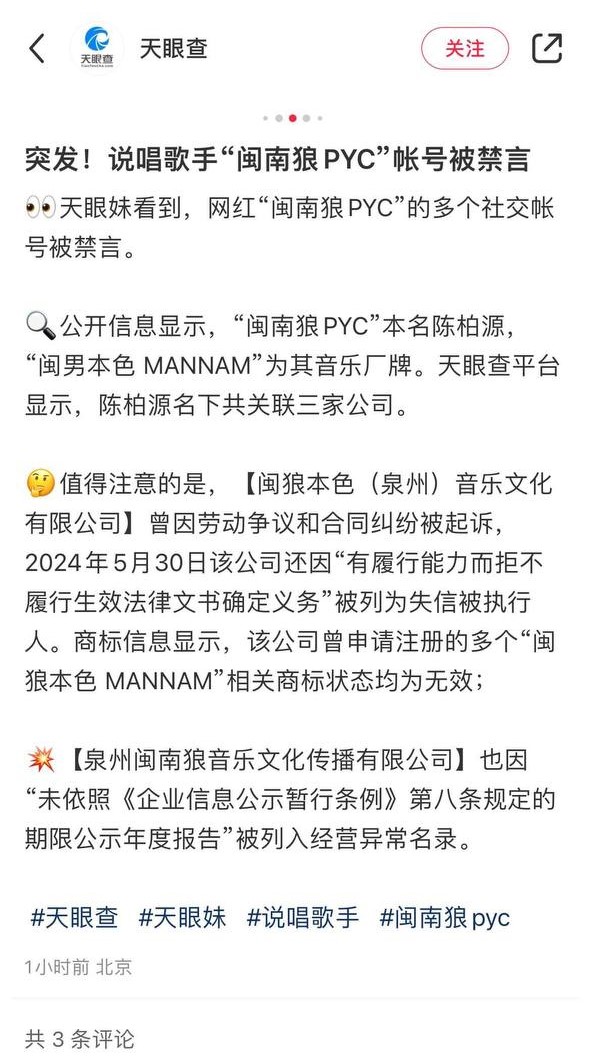 天眼查
天眼查
关注
突发！说唱歌手“闽南狼PYC”帐号被禁言
👀天眼妹看到，网红“闽南狼PYC”的多个社交帐
号被禁言。
🔍公开信息显示，“闽南狼PYC”本名陈柏源，
“闽男本色 MANNAM”为其音乐厂牌。天眼查平台
显示，陈柏源名下共关联三家公司。
🤔值得注意的是，【闽狼本色（泉州）音乐文化
有限公司】曾因劳动争议和合同纠纷被起诉，
2024年5月30日该公司还因“有履行能力而拒不
履行生效法律文书确定义务”被列为失信被执行
人。商标信息显示，该公司曾申请注册的多个“闽
狼本色 MANNAM”相关商标状态均为无效；
💥【泉州闽南狼音乐文化传播有限公司】也因
“未依照《企业信息公示暂行条例》第八条规定的
期限公示年度报告”被列入经营异常名录。
#天眼查 #天眼妹 #说唱歌手 #闽南狼pyc
1小时前 北京
共 3 条评论